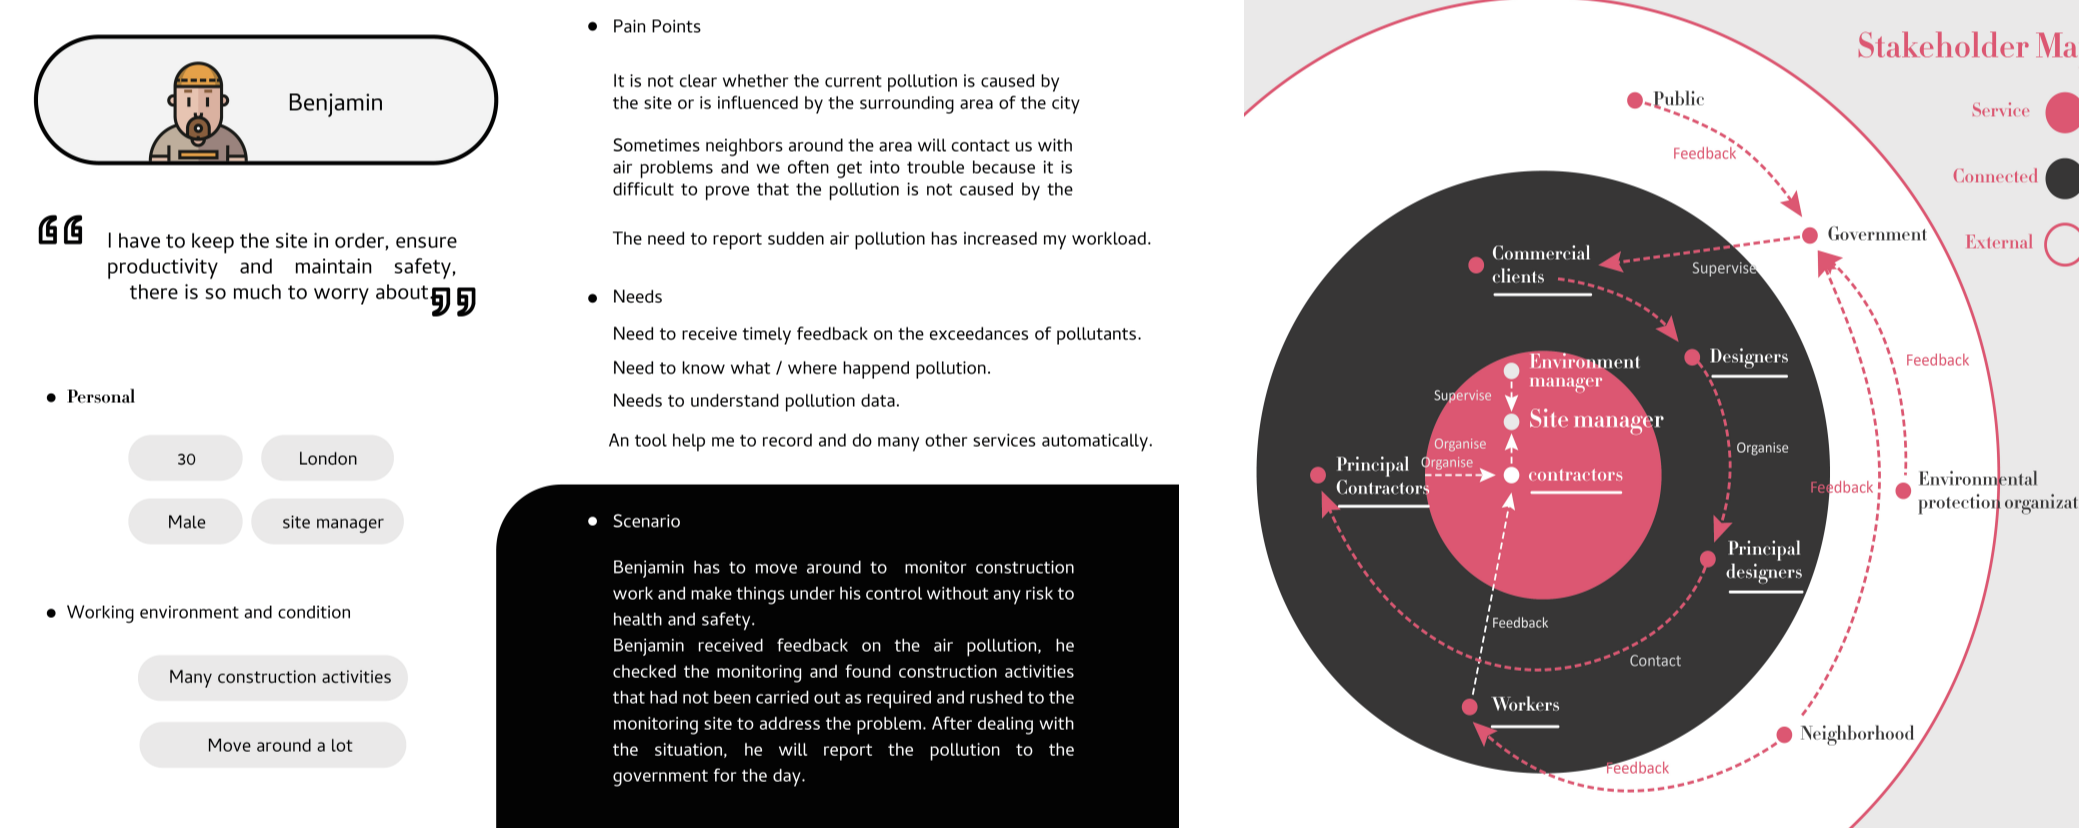 Benjamin
I have to keep the site in order, ensure
productivity and maintain safety,
there is so much to worry about.
Personal
30
London
Male
site manager
Working environment and condition
Many construction activities
Move around a lot
Pain Points
It is not clear whether the current pollution is caused by
the site or is influenced by the surrounding area of the city
Sometimes neighbors around the area will contact us with
air problems and we often get into trouble because it is
difficult to prove that the pollution is not caused by the
The need to report sudden air pollution has increased my workload.
Needs
Need to receive timely feedback on the exceedances of pollutants.
Need to know what / where happend pollution.
Needs to understand pollution data.
An tool help me to record and do many other services automatically.
Scenario
Benjamin has to move around to monitor construction
work and make things under his control without any risk to
health and safety.
Benjamin received feedback on the air pollution, he
checked the monitoring and found construction activities
that had not been carried out as required and rushed to the
monitoring site to address the problem. After dealing with
the situation, he will report the pollution to the
government for the day.
Stakeholder Ma
Service
Connected
External
Public
Feedback
Government
Supervise
Commercial
clients
Designers
Environment
manager
Supervise
Site manager
Organise
Organise
Principal
Contractors
contractors
Organise
Feedback
Feedback
Environmental
protection organizat
Principal
designers
Feedback
Contact
Workers
Neighborhood
Feedback